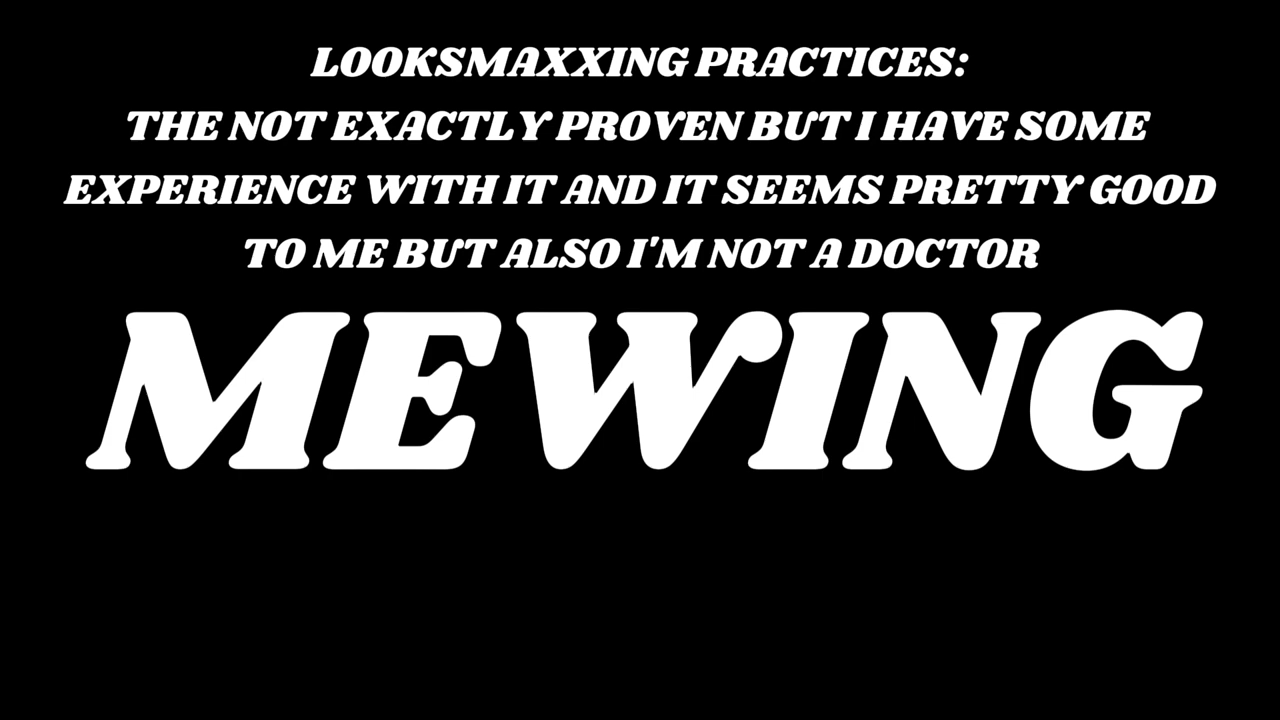 LOOKSMAXXING PRACTICES:
THE NOT EXACTLY PROVEN BUT I HAVE SOME
EXPERIENCE WITH IT AND IT SEEMS PRETTY GOOD
TO ME BUT ALSO I'M NOT A DOCTOR
MEWING